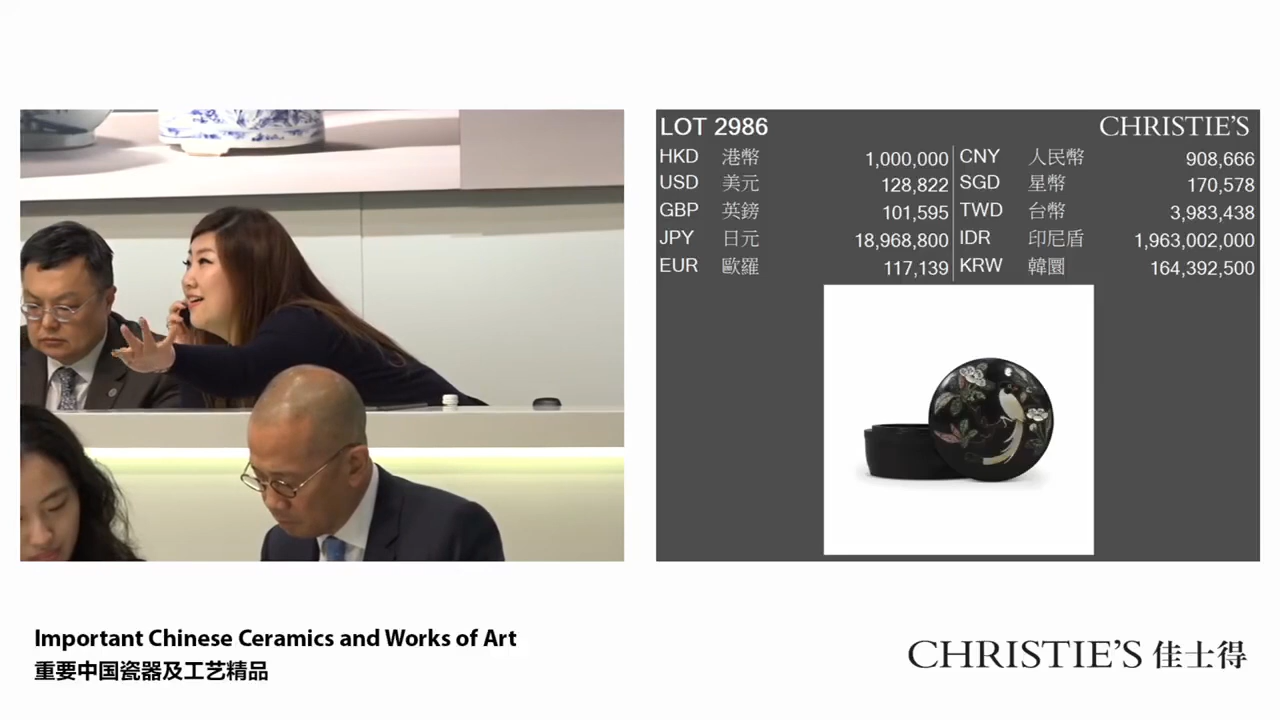 LOT 2986
CHRISTIE'S
HKD 港幣 1,000,000 CNY 人民幣 908,666
USD 美元 128,822 SGD 星幣 170,578
GBP 英鎊 101,595 TWD 台幣 3,983,438
JPY 日元 18,968,800 IDR 印尼盾 1,963,002,000
EUR 歐羅 117,139 KRW 韓圜 164,392,500
Important Chinese Ceramics and Works of Art
重要中国瓷器及工艺精品
CHRISTIE'S 佳士得